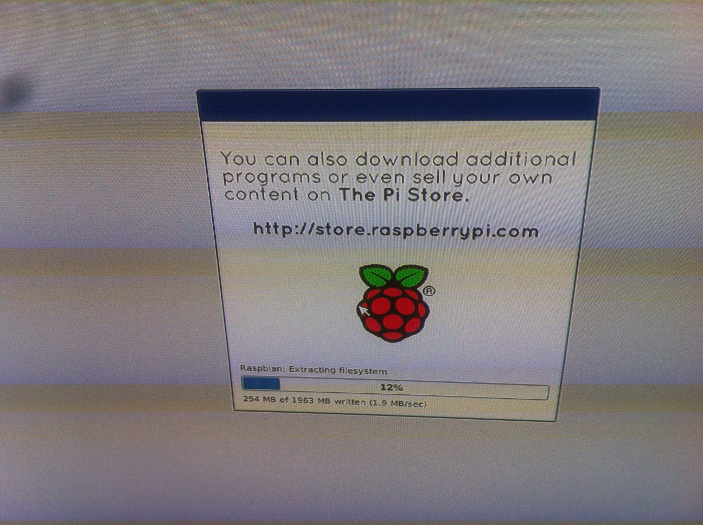 You can also download additional
programs or even sell your own
content on The Pi Store.
http://store.raspberrypi.com
®
Raspbian: Extracting filesystem
12%
254 MB of 1963 MB written (1.9 MB/sec)